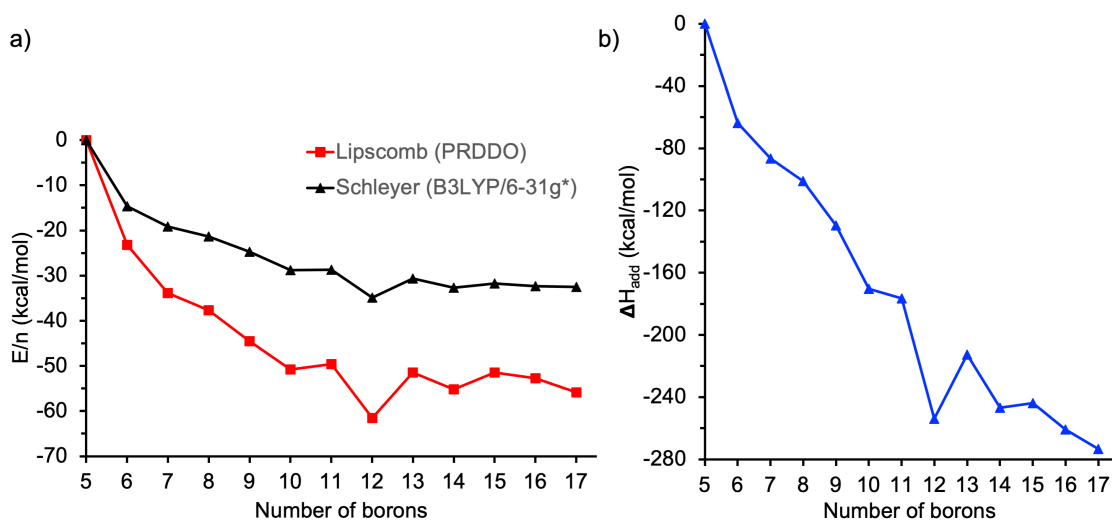 a)
E/n (kcal/mol)
0
-10
-20
-30
-40
-50
-60
-70
Lipscomb (PRDDO)
Schleyer (B3LYP/6-31g*)
5 6 7 8 9 10 11 12 13 14 15 16 17
Number of borons
b)
ΔHadd (kcal/mol)
0
-40
-80
-120
-160
-200
-240
-280
5 6 7 8 9 10 11 12 13 14 15 16 17
Number of borons